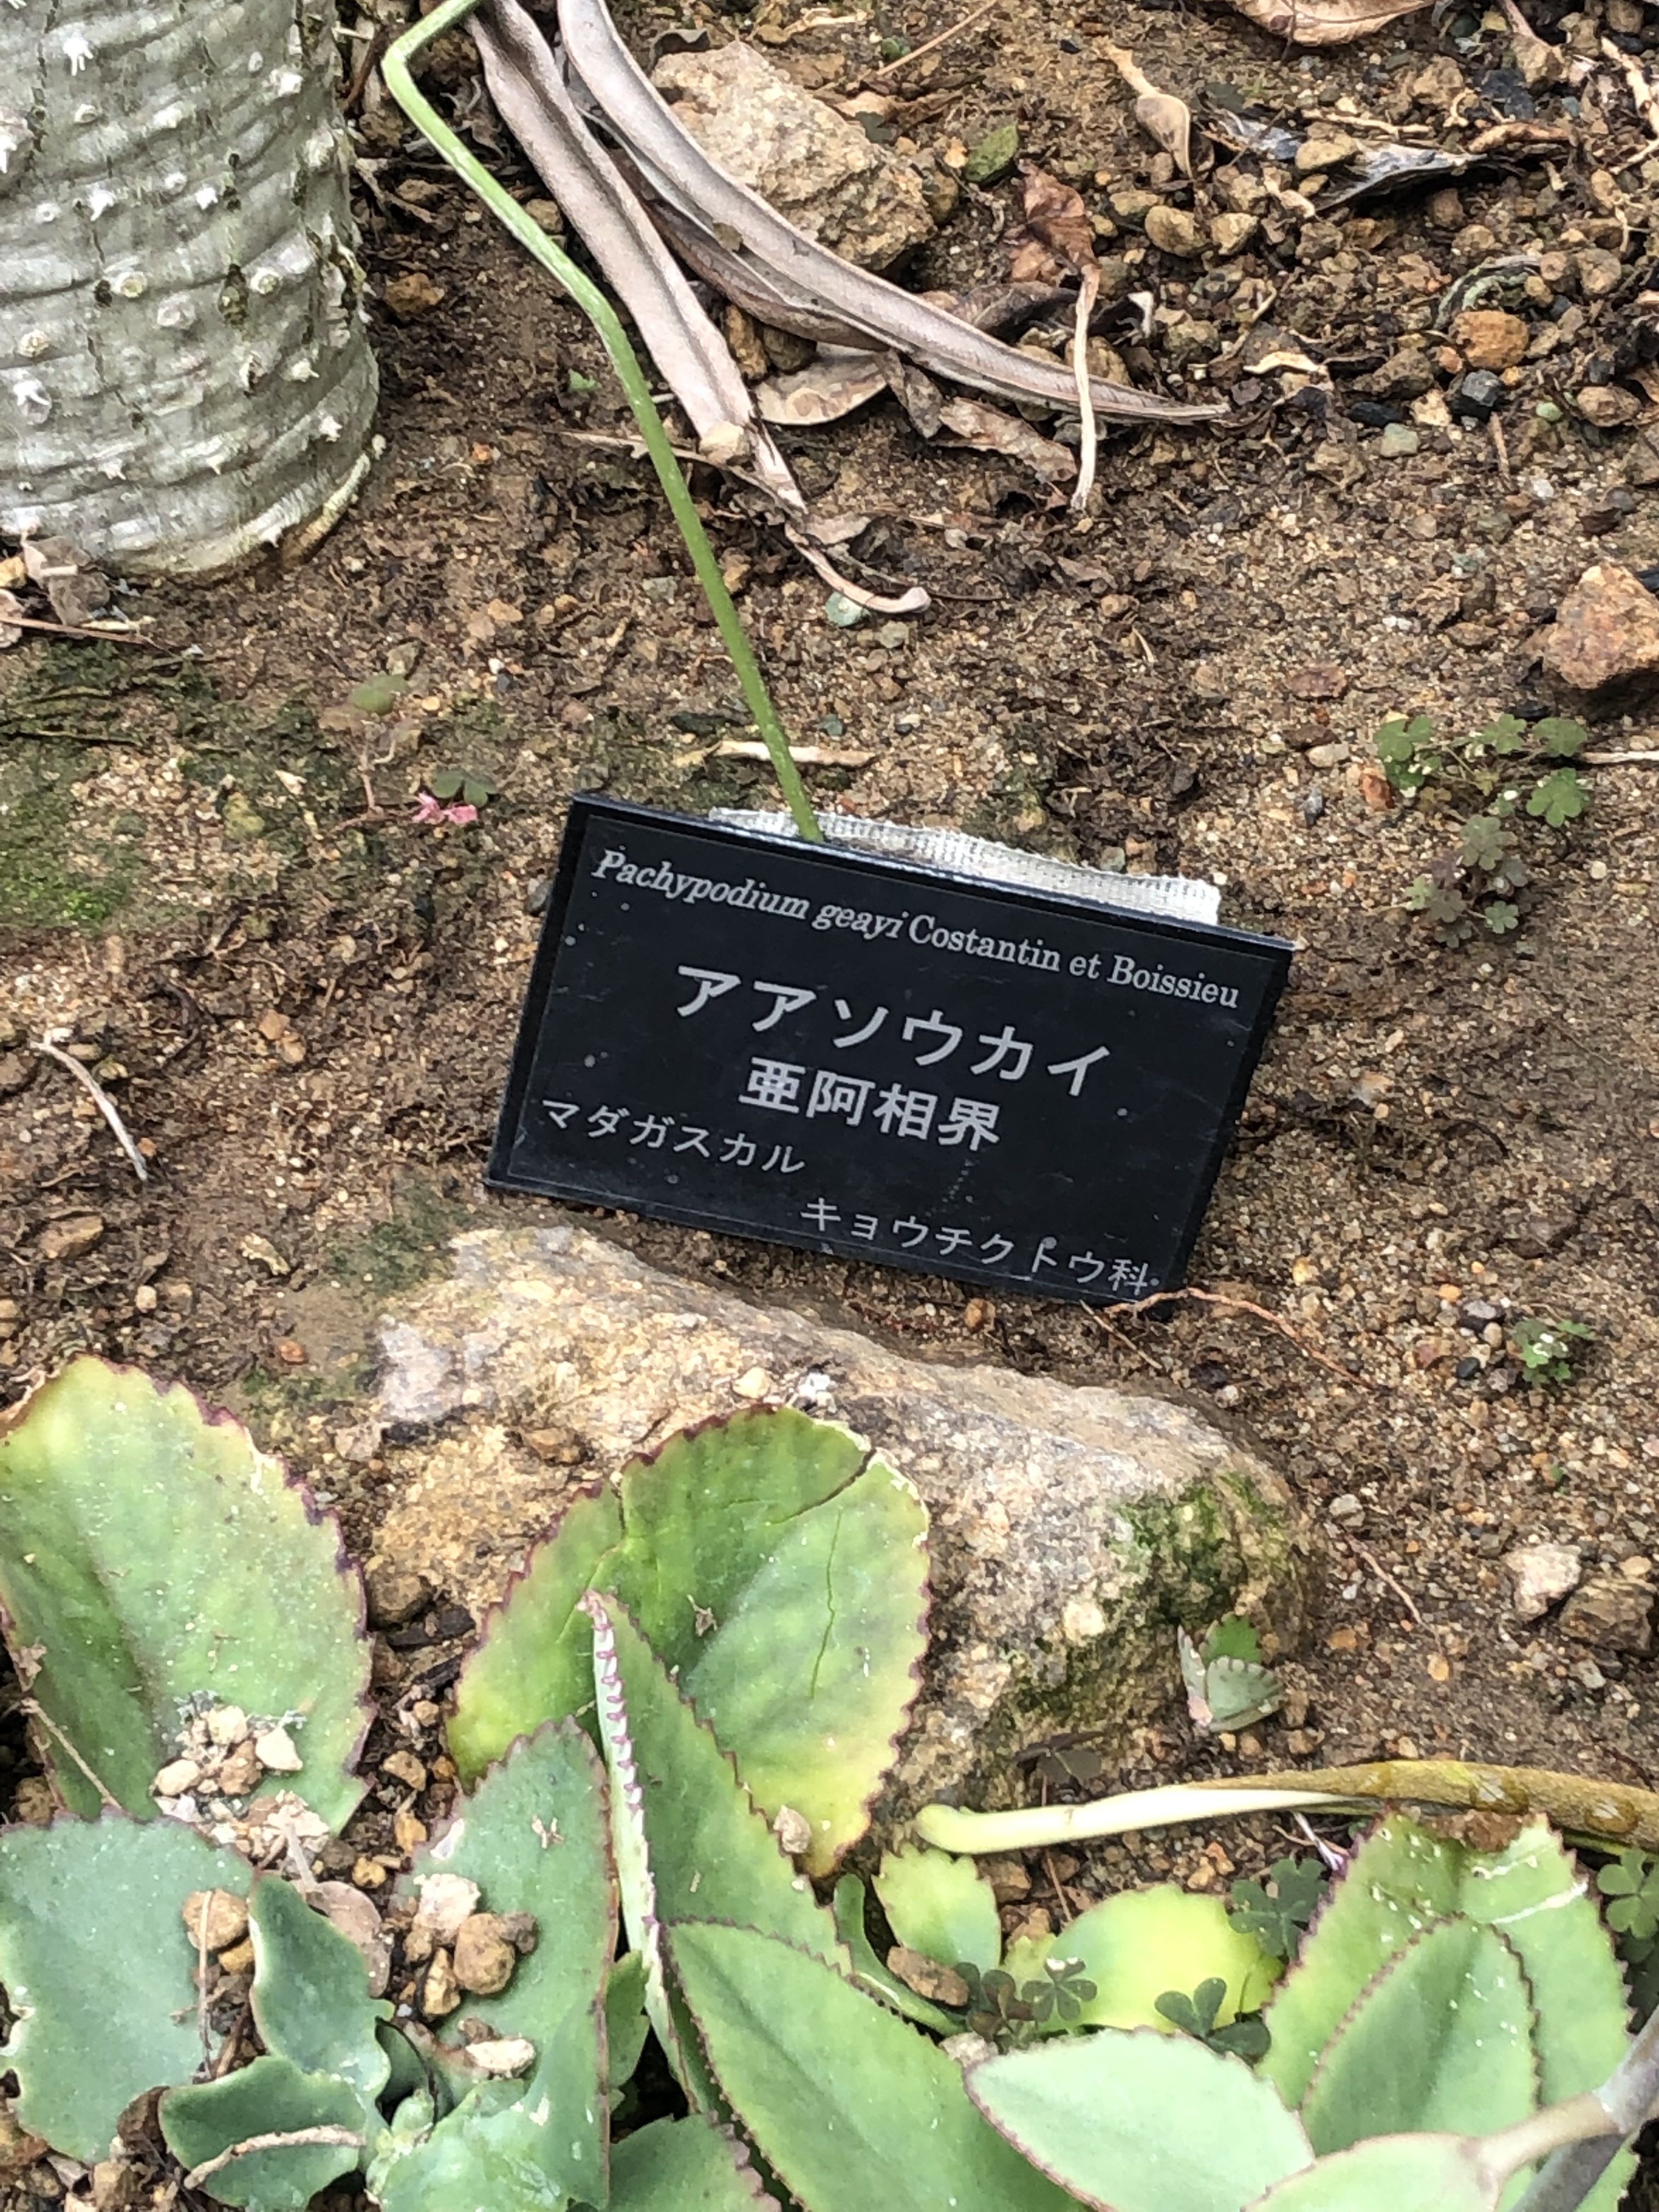 Pachypodium geayi Costantin et Boissieu
アアソウカイ
亜阿相界
マダガスカル
キョウチクトウ科